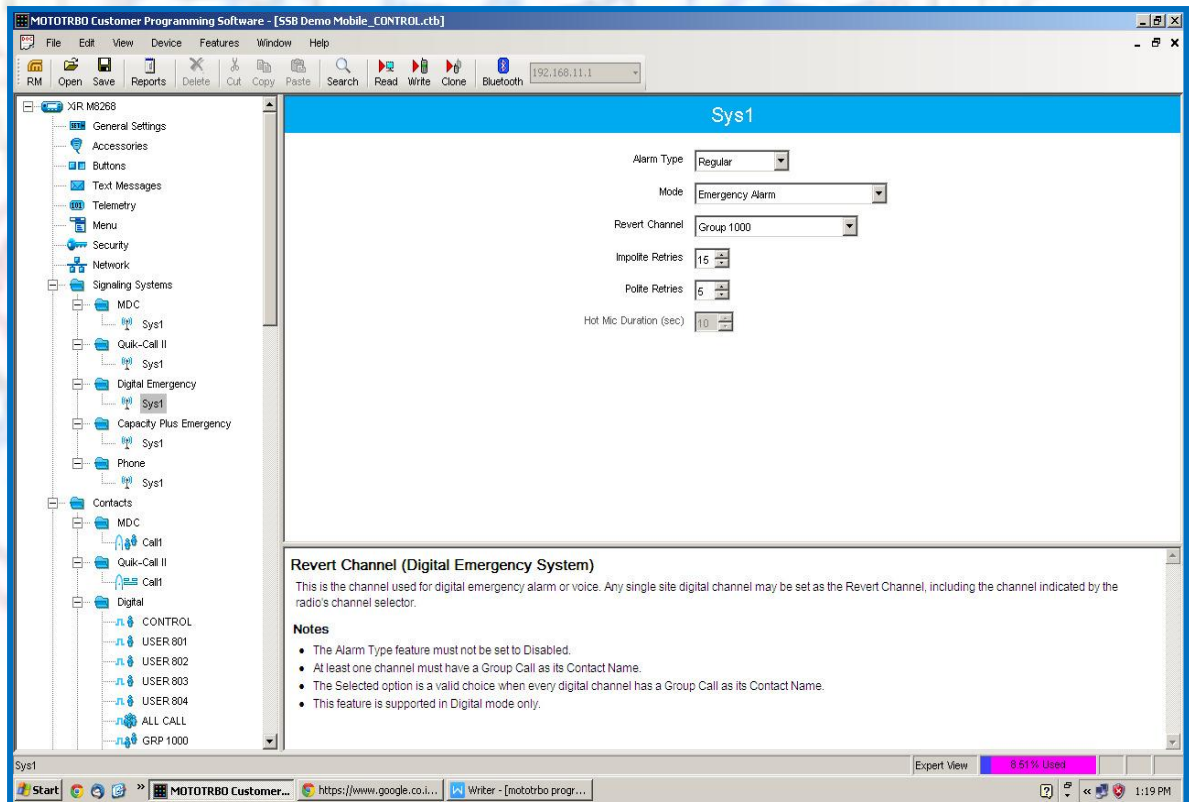 MOTOTRBO Customer Programming Software - [SSB Demo Mobile_CONTROL.ctb]
File Edit View Device Features Window Help
RM Open Save Reports Delete Cut Copy Paste Search Read Write Clone Bluetooth 192.168.11.1
XiR M8268
General Settings
Accessories
Buttons
Text Messages
Telemetry
Menu
Security
Network
Signaling Systems
MDC
Sys1
Quik-Call II
Sys1
Digital Emergency
Sys1
Capacity Plus Emergency
Sys1
Phone
Sys1
Contacts
MDC
Call1
Quik-Call II
Call1
Digital
CONTROL
USER 801
USER 802
USER 803
USER 804
ALL CALL
GRP 1000
Sys1
Alarm Type Regular
Mode Emergency Alarm
Revert Channel Group 1000
Impolite Retries 15
Polite Retries 5
Hot Mic Duration (sec) 10
Revert Channel (Digital Emergency System)
This is the channel used for digital emergency alarm or voice. Any single site digital channel may be set as the Revert Channel, including the channel indicated by the
radio's channel selector.
Notes
• The Alarm Type feature must not be set to Disabled.
• At least one channel must have a Group Call as its Contact Name.
• The Selected option is a valid choice when every digital channel has a Group Call as its Contact Name.
• This feature is supported in Digital mode only.
Sys1 Expert View 8.51% Used
Start » MOTOTRBO Customer... https://www.google.co.i... Writer - [mototrbo progr... « 1:19 PM